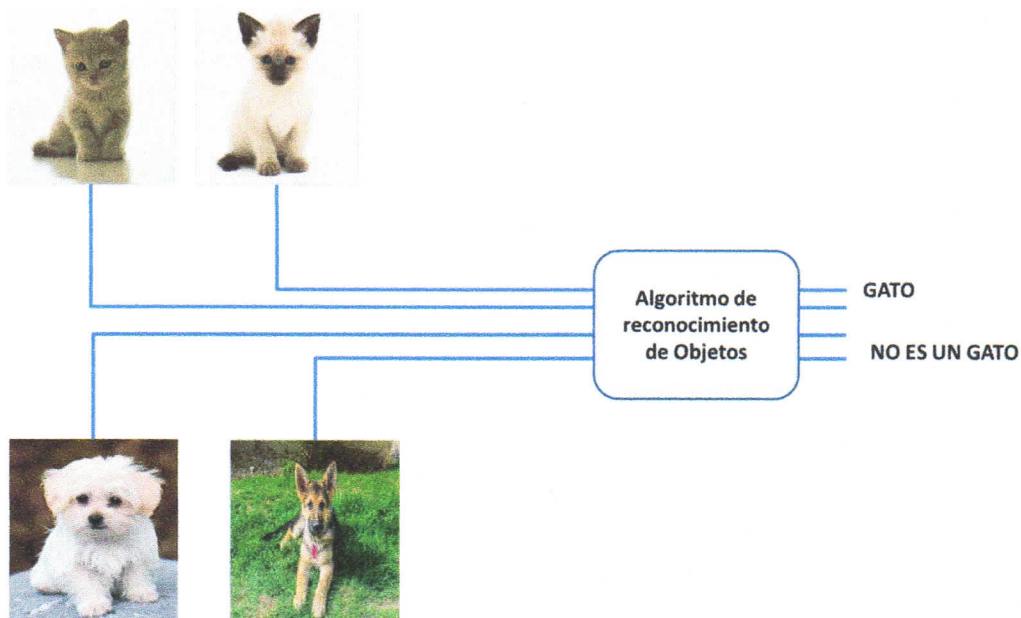 Algoritmo de
reconocimiento
de Objetos
GATO
NO ES UN GATO